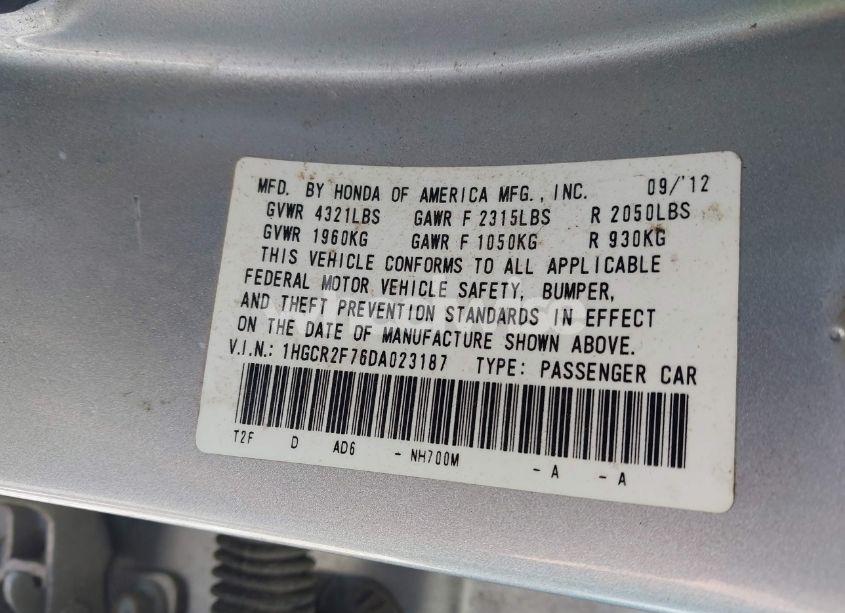 MFD. BY HONDA OF AMERICA MFG., INC. 09/'12
GVWR 4321LBS GAWR F 2315LBS R 2050LBS
GVWR 1960KG GAWR F 1050KG R 930KG
THIS VEHICLE CONFORMS TO ALL APPLICABLE
FEDERAL MOTOR VEHICLE SAFETY, BUMPER,
AND THEFT PREVENTION STANDARDS IN EFFECT
ON THE DATE OF MANUFACTURE SHOWN ABOVE.
V.I.N.: 1HGCR2F76DA023187 TYPE: PASSENGER CAR
T2F D AD6 - NH700M - A - A